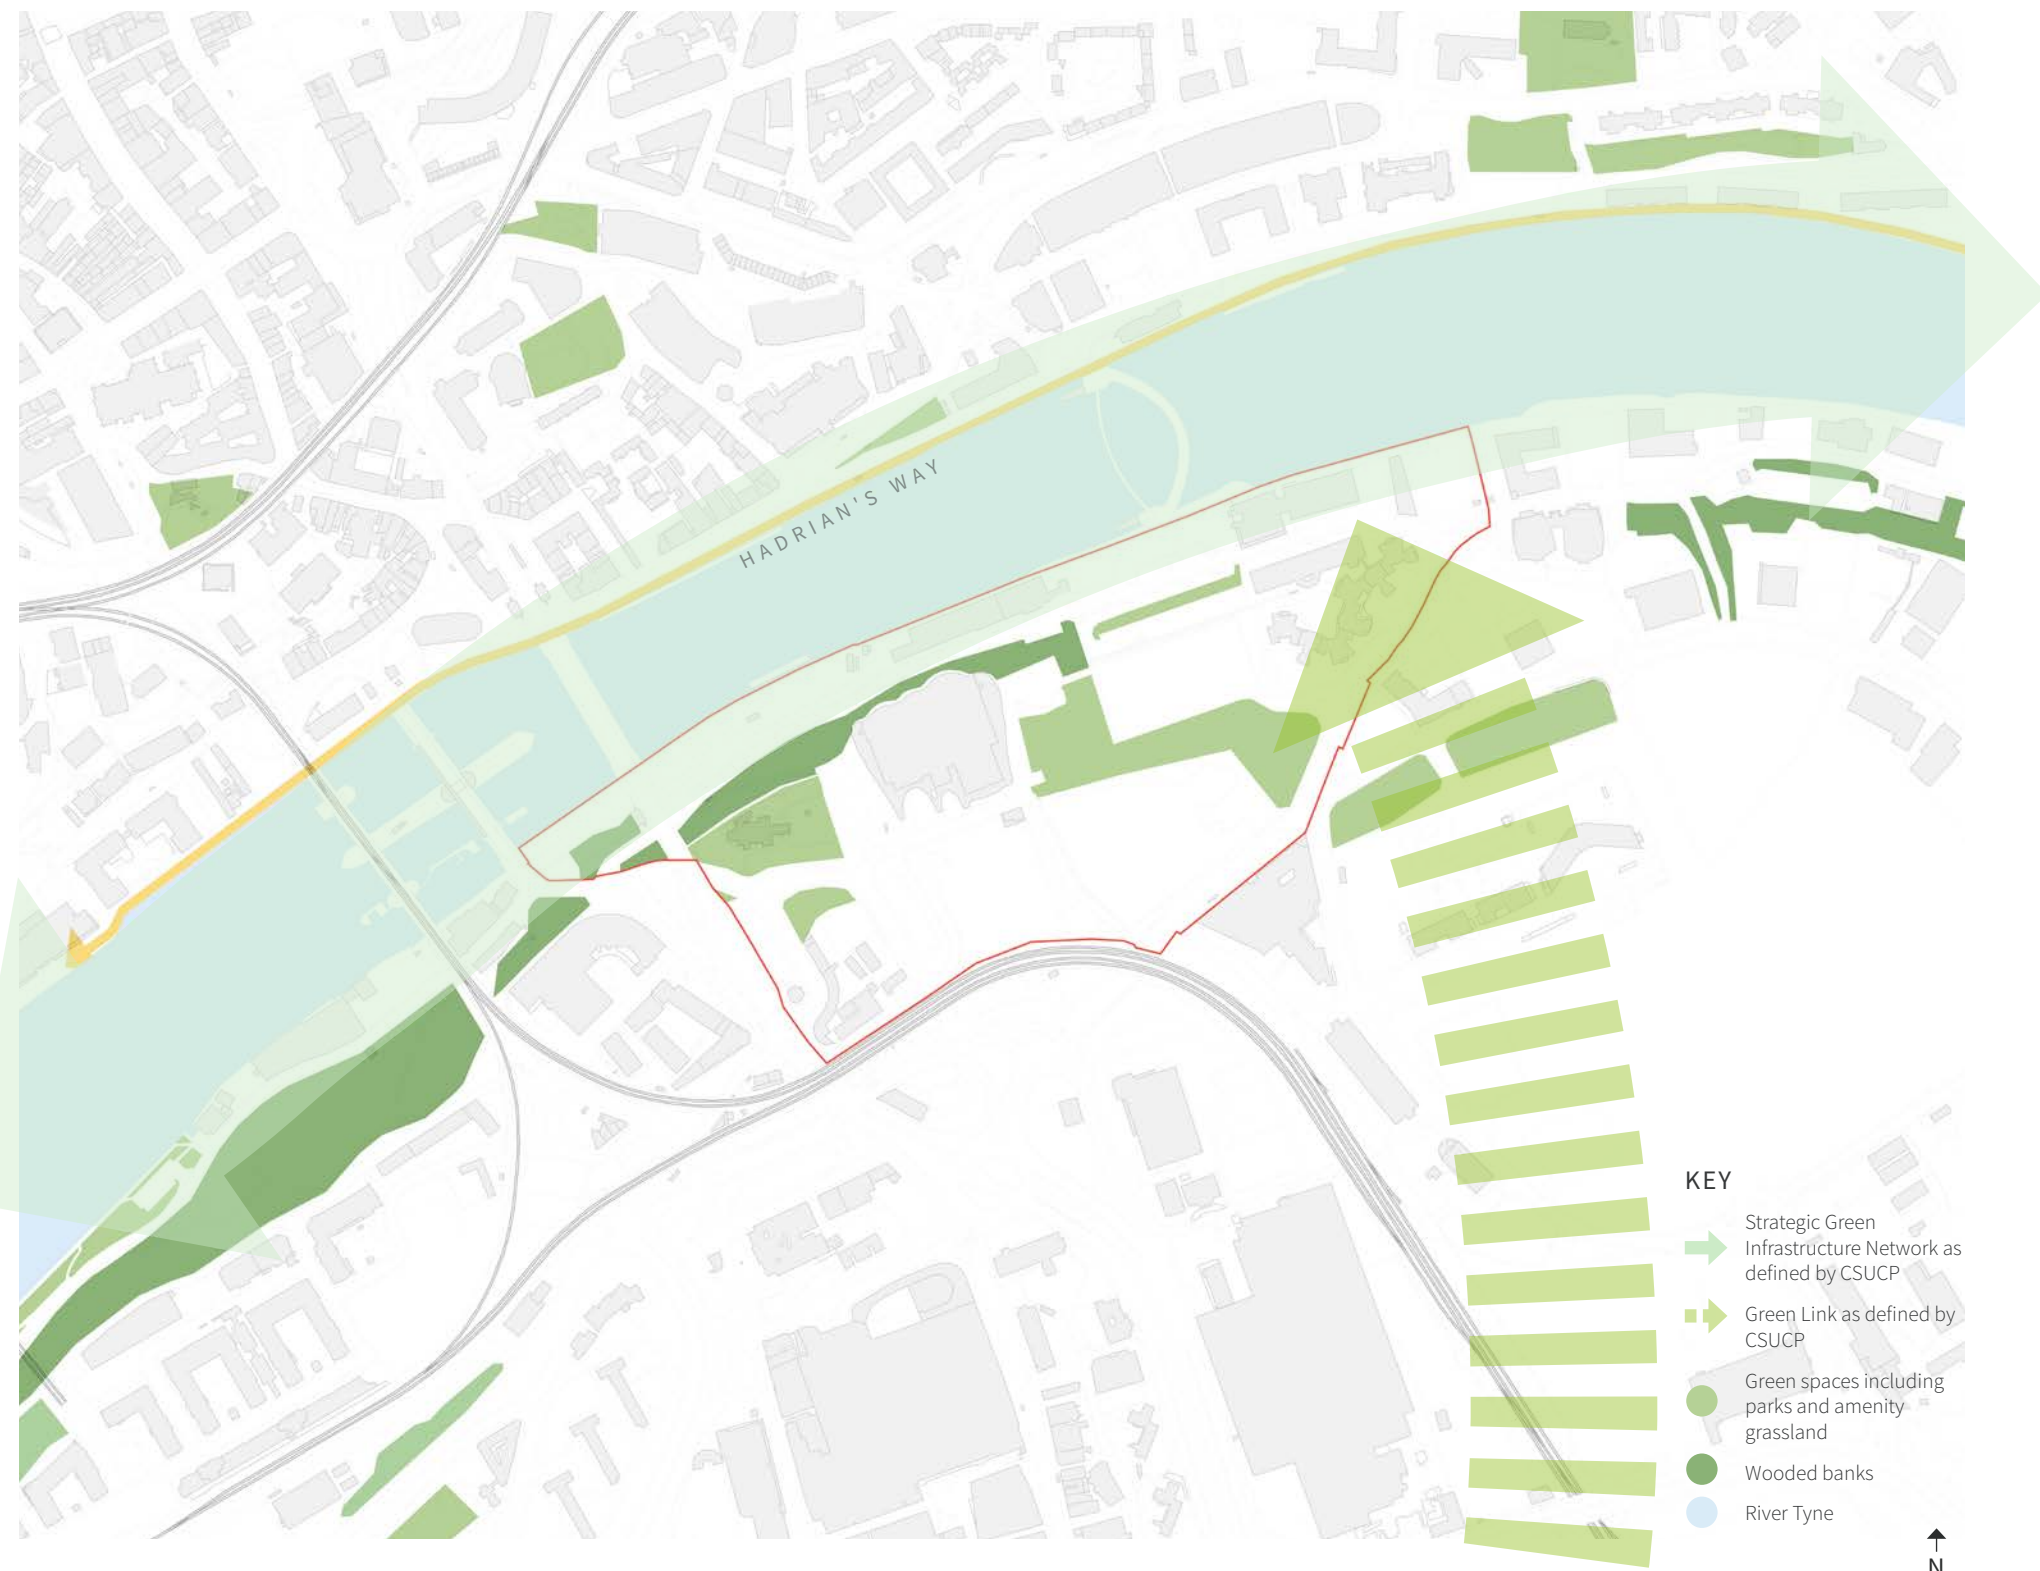 HADRIAN'S WAY
KEY
Strategic Green
Infrastructure Network as
defined by CSUCP
Green Link as defined by
CSUCP
Green spaces including
parks and amenity
grassland
Wooded banks
River Tyne
N